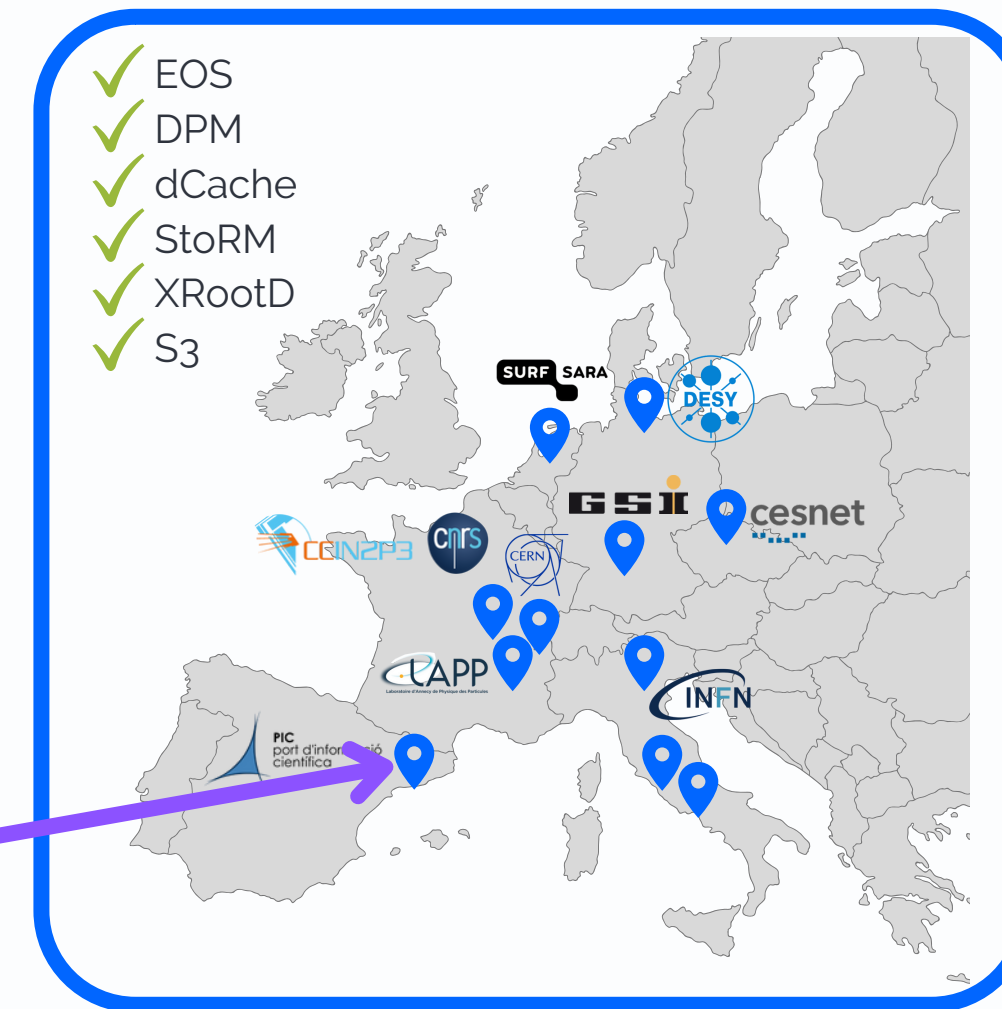 EOS
DPM
dCache
StoRM
XRootD
S3
SURF SARA
DESY
GSI
cesnet
CCIN2P3
cnrs
CERN
LAPP
Laboratoire d'Annecy de Physique des Particules
INFN
PIC
port d'informació
científica